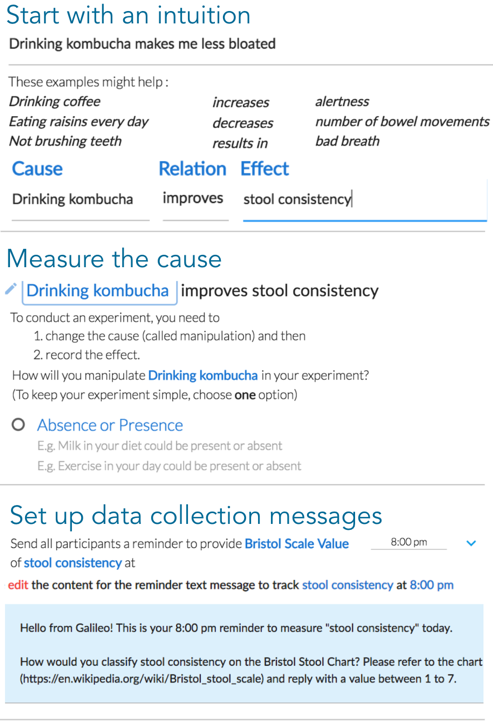 Start with an intuition
Drinking kombucha makes me less bloated
These examples might help :
Drinking coffee increases alertness
Eating raisins every day decreases number of bowel movements
Not brushing teeth results in bad breath
Cause Relation Effect
Drinking kombucha improves stool consistency
Measure the cause
Drinking kombucha improves stool consistency
To conduct an experiment, you need to
1. change the cause (called manipulation) and then
2. record the effect.
How will you manipulate Drinking kombucha in your experiment?
(To keep your experiment simple, choose one option)
Absence or Presence
E.g. Milk in your diet could be present or absent
E.g. Exercise in your day could be present or absent
Set up data collection messages
Send all participants a reminder to provide Bristol Scale Value 8:00 pm
of stool consistency at
edit the content for the reminder text message to track stool consistency at 8:00 pm
Hello from Galileo! This is your 8:00 pm reminder to measure "stool consistency" today.
How would you classify stool consistency on the Bristol Stool Chart? Please refer to the chart
(https://en.wikipedia.org/wiki/Bristol_stool_scale) and reply with a value between 1 to 7.